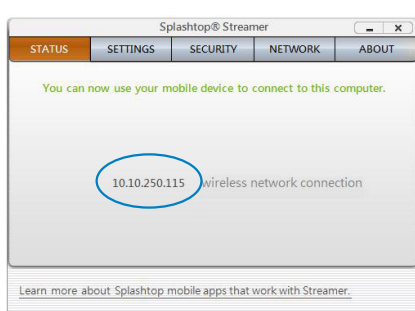 Splashtop® Streamer
STATUS SETTINGS SECURITY NETWORK ABOUT
You can now use your mobile device to connect to this computer.
10.10.250.115 wireless network connection
Learn more about Splashtop mobile apps that work with Streamer.